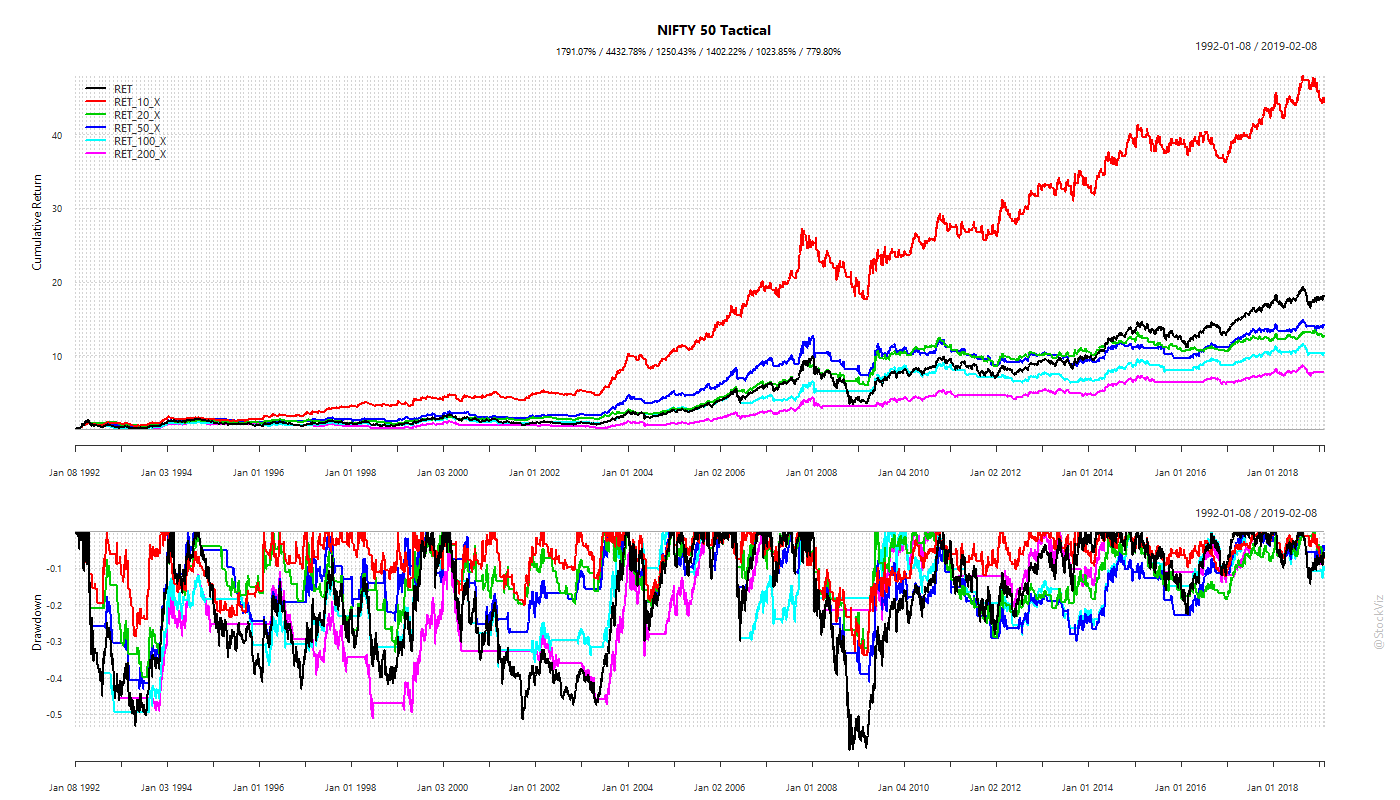 NIFTY 50 Tactical
1791.07% / 4432.78% / 1250.43% / 1402.22% / 1023.85% / 779.80%
1992-01-08 / 2019-02-08
RET
RET_10_X
RET_20_X
RET_50_X
RET_100_X
RET_200_X
Cumulative Return
40
30
20
10
Jan 08 1992 Jan 03 1994 Jan 01 1996 Jan 01 1998 Jan 03 2000 Jan 01 2002 Jan 01 2004 Jan 02 2006 Jan 01 2008 Jan 04 2010 Jan 02 2012 Jan 01 2014 Jan 01 2016 Jan 01 2018
1992-01-08 / 2019-02-08
Drawdown
-0.1
-0.2
-0.3
-0.4
-0.5
@StockViz
Jan 08 1992 Jan 03 1994 Jan 01 1996 Jan 01 1998 Jan 03 2000 Jan 01 2002 Jan 01 2004 Jan 02 2006 Jan 01 2008 Jan 04 2010 Jan 02 2012 Jan 01 2014 Jan 01 2016 Jan 01 2018